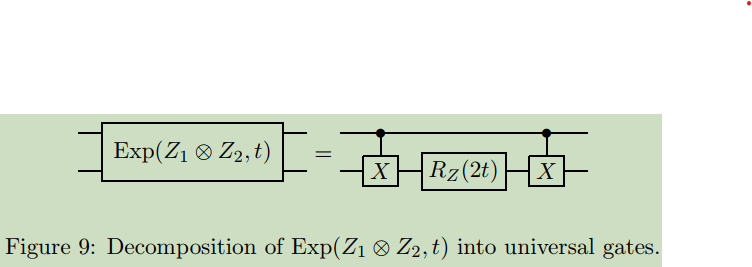 Exp(Z₁ ⊗ Z₂, t) = X R_Z(2t) X
Figure 9: Decomposition of Exp(Z₁ ⊗ Z₂, t) into universal gates.